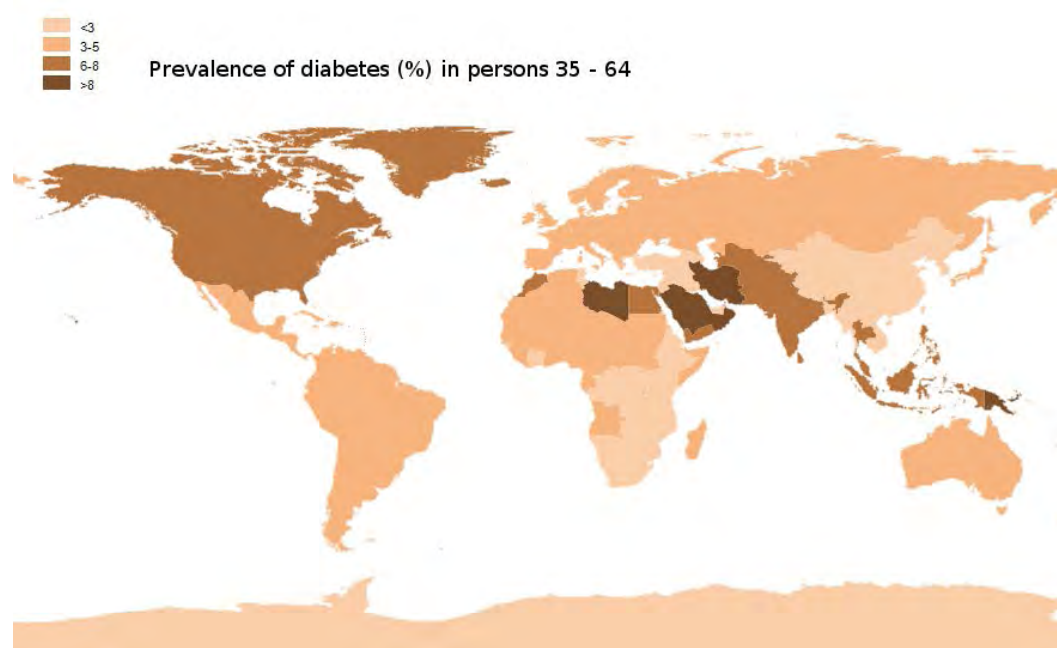 <3
3-5
6-8
>8
Prevalence of diabetes (%) in persons 35 - 64